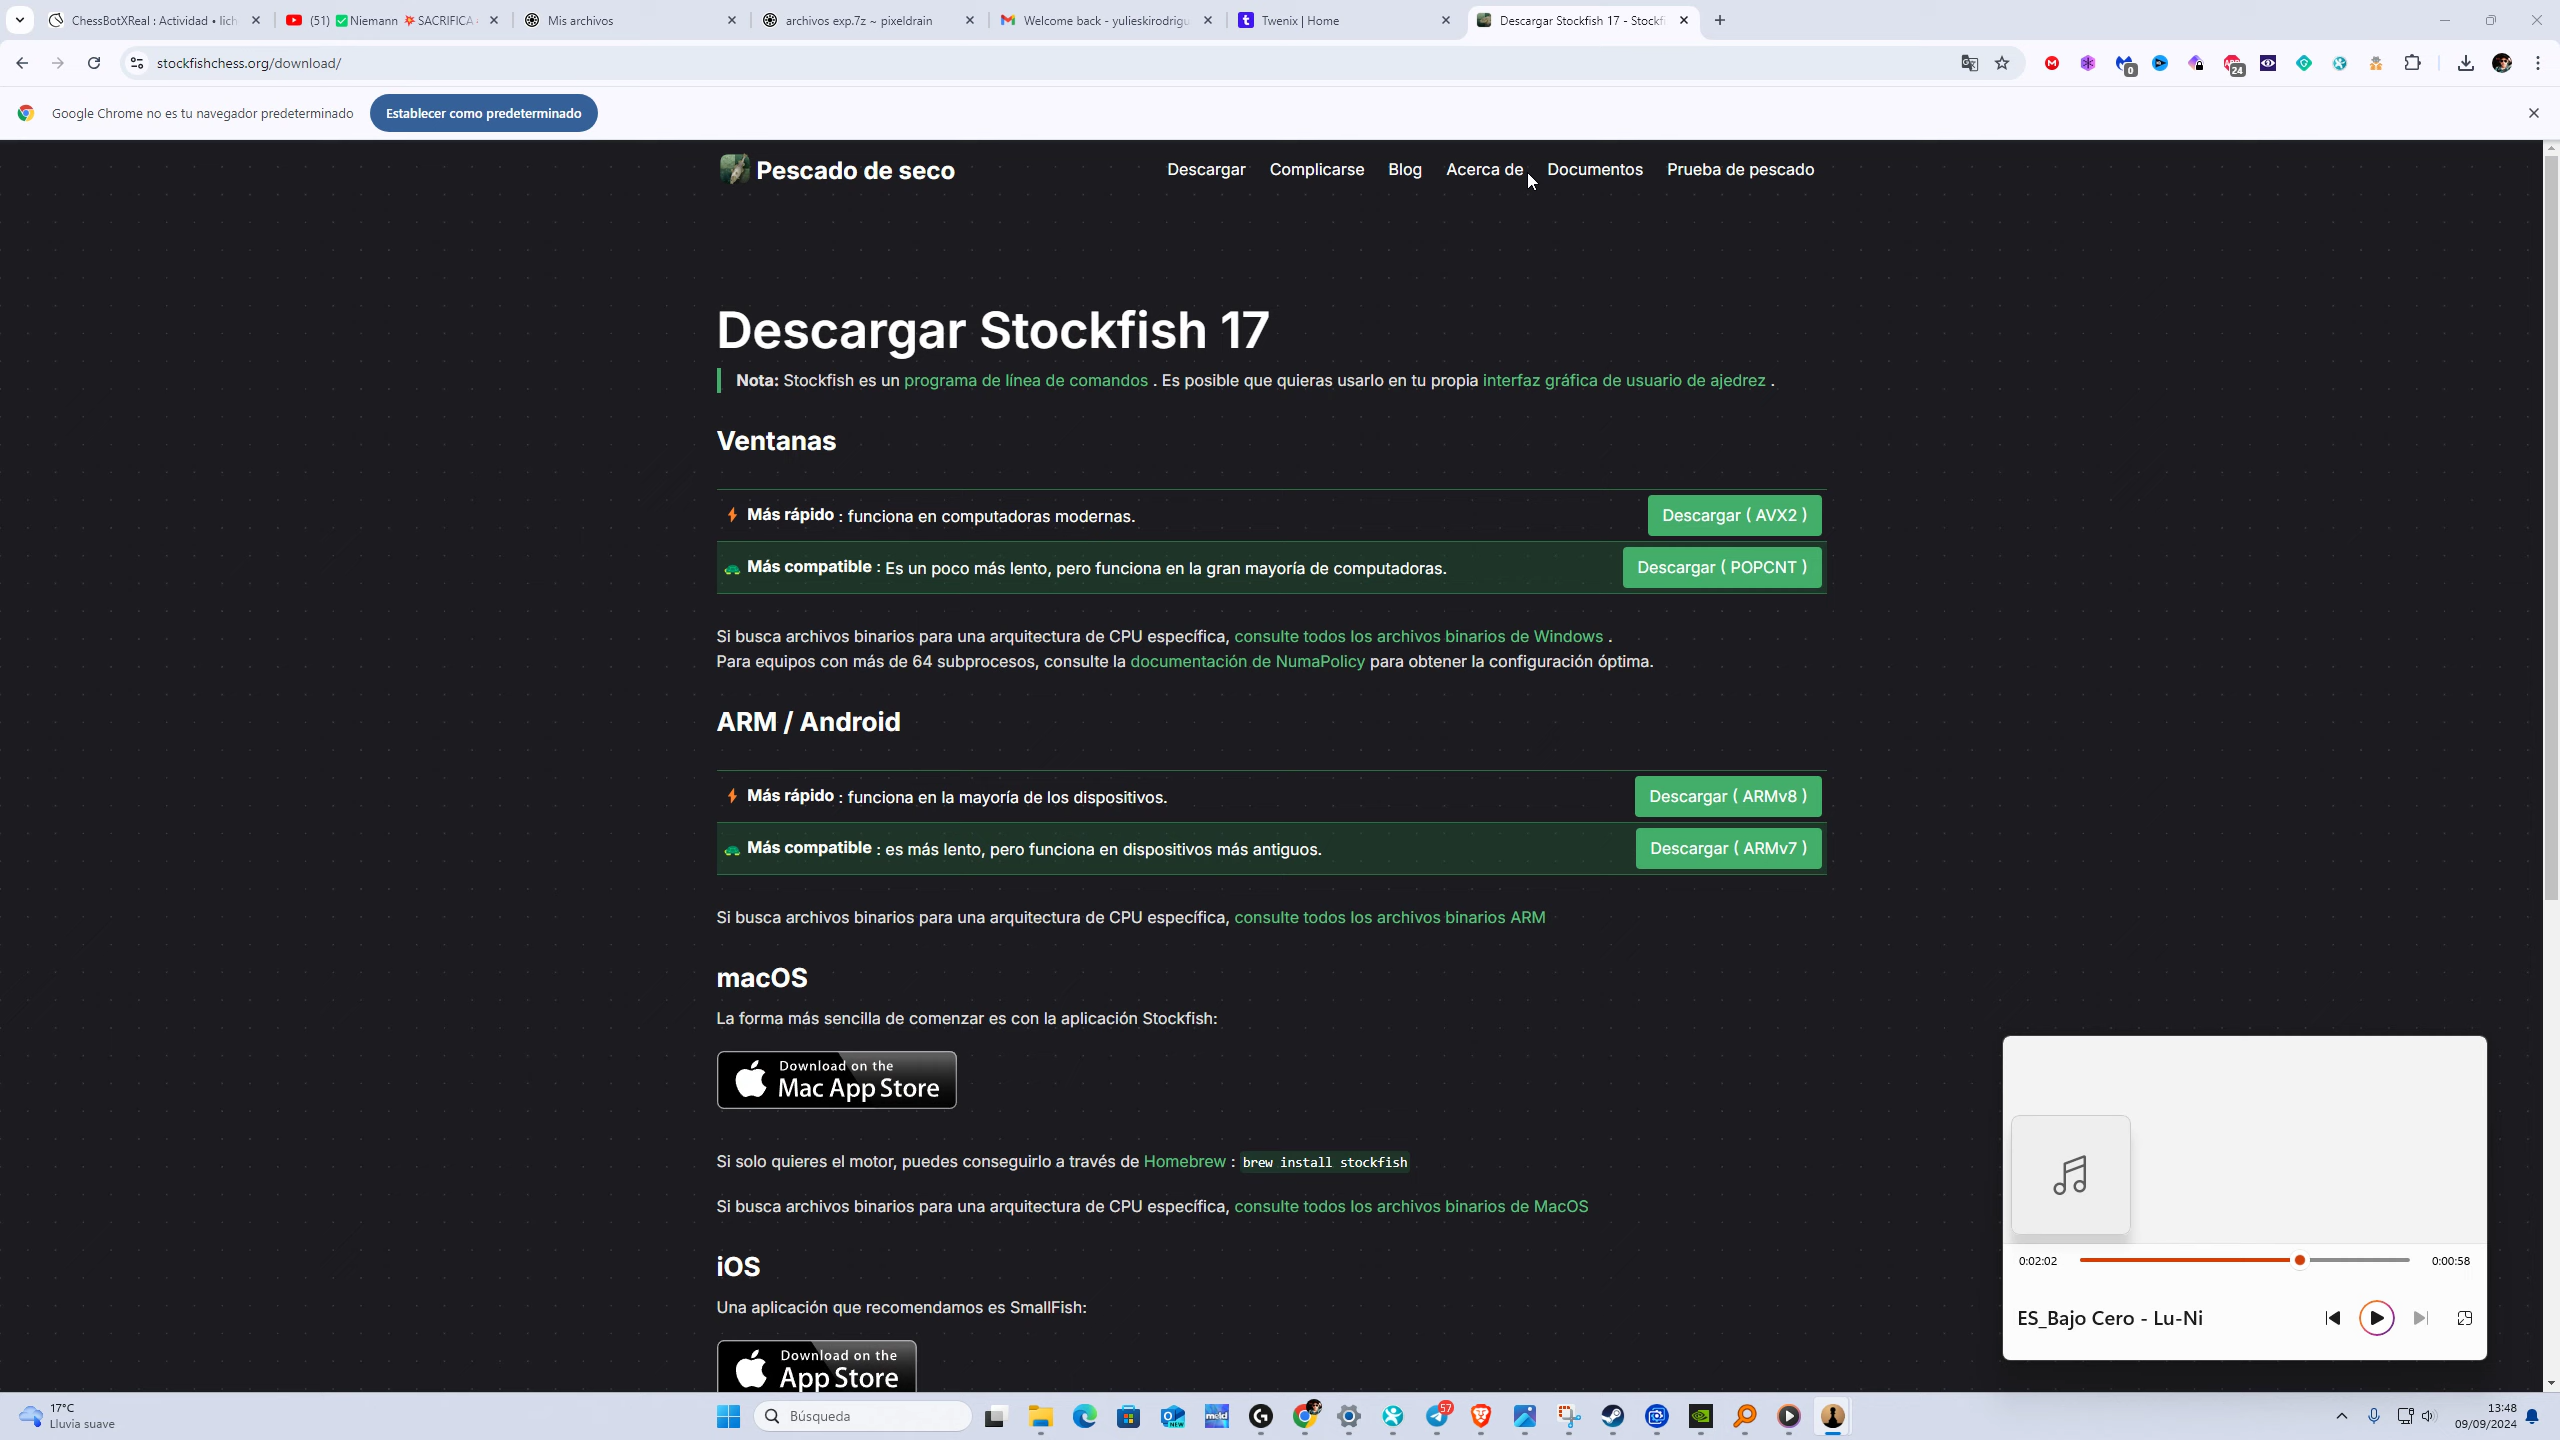 ChessBotXReal : Actividad • lich
(51) ✅Niemann 💥SACRIFICA
Mis archivos
archivos exp.7z ~ pixeldrain
Welcome back - yulieskirodrigu
Twenix | Home
Descargar Stockfish 17 - Stockf
stockfishchess.org/download/
0
24
Google Chrome no es tu navegador predeterminado
Establecer como predeterminado
Pescado de seco
Descargar
Complicarse
Blog
Acerca de
Documentos
Prueba de pescado
Descargar Stockfish 17
Nota: Stockfish es un programa de línea de comandos . Es posible que quieras usarlo en tu propia interfaz gráfica de usuario de ajedrez .
Ventanas
Más rápido : funciona en computadoras modernas.
Descargar ( AVX2 )
Más compatible : Es un poco más lento, pero funciona en la gran mayoría de computadoras.
Descargar ( POPCNT )
Si busca archivos binarios para una arquitectura de CPU específica, consulte todos los archivos binarios de Windows .
Para equipos con más de 64 subprocesos, consulte la documentación de NumaPolicy para obtener la configuración óptima.
ARM / Android
Más rápido : funciona en la mayoría de los dispositivos.
Descargar ( ARMv8 )
Más compatible : es más lento, pero funciona en dispositivos más antiguos.
Descargar ( ARMv7 )
Si busca archivos binarios para una arquitectura de CPU específica, consulte todos los archivos binarios ARM
macOS
La forma más sencilla de comenzar es con la aplicación Stockfish:
Download on the
Mac App Store
Si solo quieres el motor, puedes conseguirlo a través de Homebrew : brew install stockfish
Si busca archivos binarios para una arquitectura de CPU específica, consulte todos los archivos binarios de MacOS
iOS
Una aplicación que recomendamos es SmallFish:
Download on the
App Store
0:02:02
0:00:58
ES_Bajo Cero - Lu-Ni
17°C
Lluvia suave
Búsqueda
NEW
57
13:48
09/09/2024